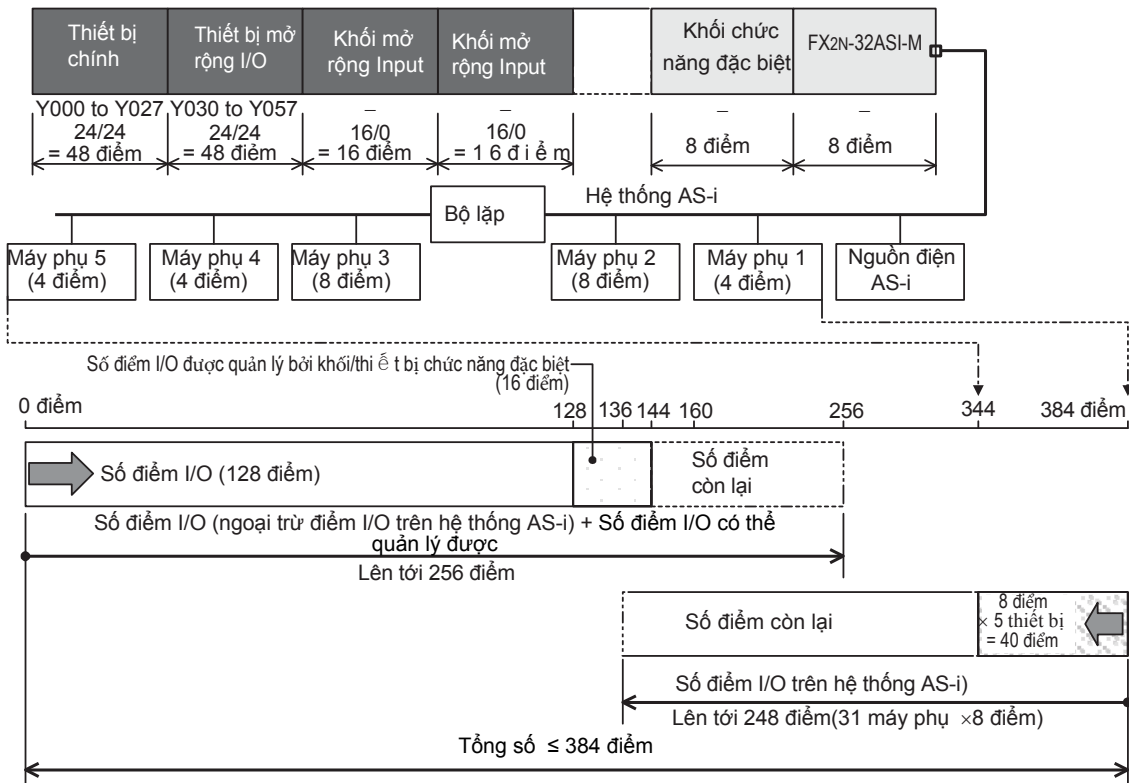 Thiết bị chính
Thiết bị mở rộng I/O
Khối mở rộng Input
Khối mở rộng Input
Khối chức năng đặc biệt
FX2N-32ASI-M
Y000 to Y027
Y030 to Y057
–
–
–
–
24/24
24/24
16/0
16/0
= 48 điểm
= 48 điẻm
= 16 điểm
= 1 6 đ i ể m
8 điểm
8 điểm
Hệ thống AS-i
Bộ lặp
Máy phụ 5
(4 điểm)
Máy phụ 4
(4 điểm)
Máy phụ 3
(8 điểm)
Máy phụ 2
(8 điểm)
Máy phụ 1
(4 điểm)
Nguồn điện
AS-i
Số điểm I/O được quản lý bởi khối/thi ế t bị chức năng đặc biệt
(16 điểm)
0 điểm
128
136
144
160
256
344
384 điểm
Số điểm I/O (128 điểm)
Số điểm
còn lại
Số điểm I/O (ngoại trừ điểm I/O trên hệ thống AS-i) + Số điểm I/O có thể
quản lý được
Lên tới 256 điểm
Số điểm còn lại
8 điểm
× 5 thiết bị
= 40 điểm
Số điểm I/O trên hệ thống AS-i)
Lên tới 248 điểm(31 máy phụ ×8 điểm)
Tổng số ≤ 384 điểm